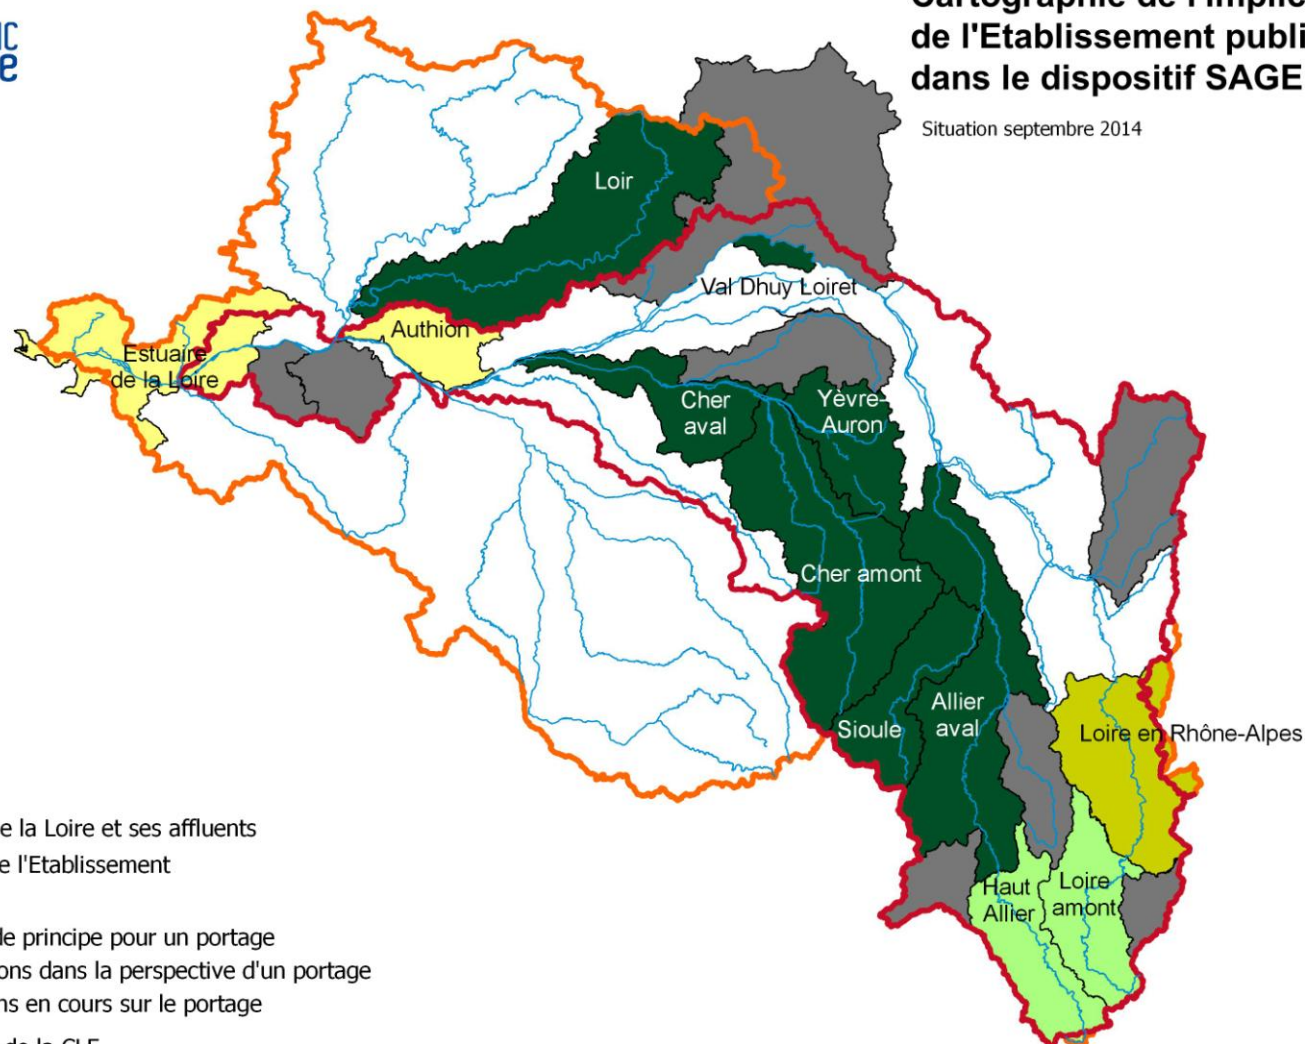 de l'Etablissement publi
dans le dispositif SAGE
Situation septembre 2014
Loir
Val Dhuy Loiret
Authion
Estuaire
de la Loire
Cher
aval
Yèvre-
Auron
Cher amont
Allier
aval
Sioule
Loire en Rhône-Alpes
Haut
Allier
Loire
amont
e la Loire et ses affluents
e l'Etablissement
de principe pour un portage
ons dans la perspective d'un portage
ns en cours sur le portage